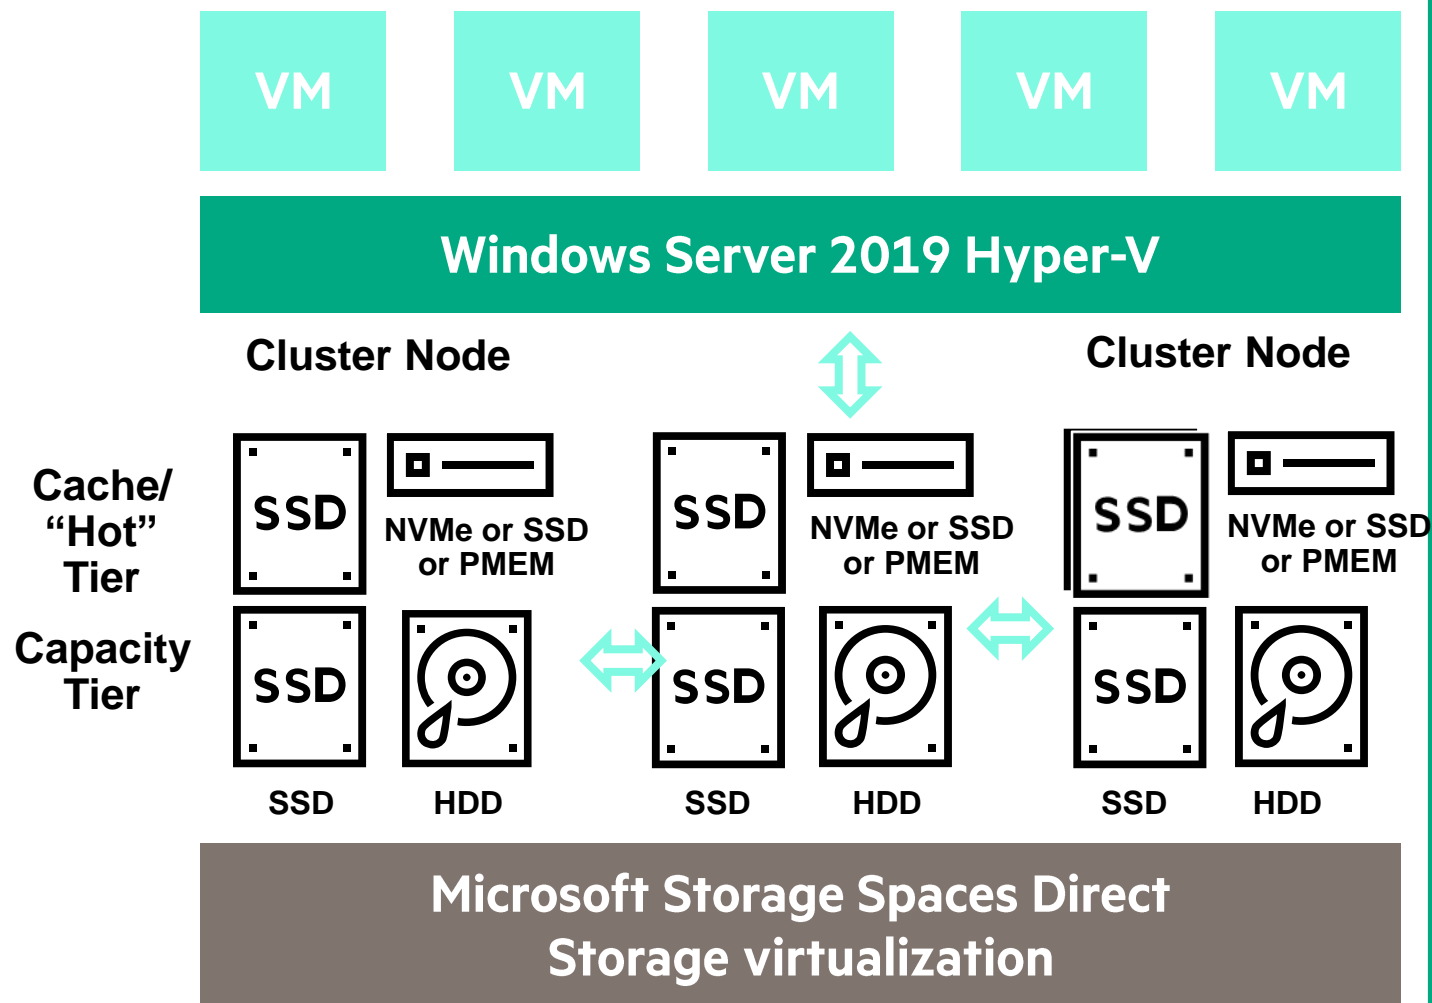 VM
VM
VM
VM
VM
Windows Server 2019 Hyper-V
Cluster Node
Cluster Node
Cache/
“Hot”
Tier
SSD
NVMe or SSD
or PMEM
SSD
NVMe or SSD
or PMEM
SSD
NVMe or SSD
or PMEM
Capacity
Tier
SSD
SSD
SSD
SSD
HDD
SSD
HDD
SSD
HDD
Microsoft Storage Spaces Direct
Storage virtualization